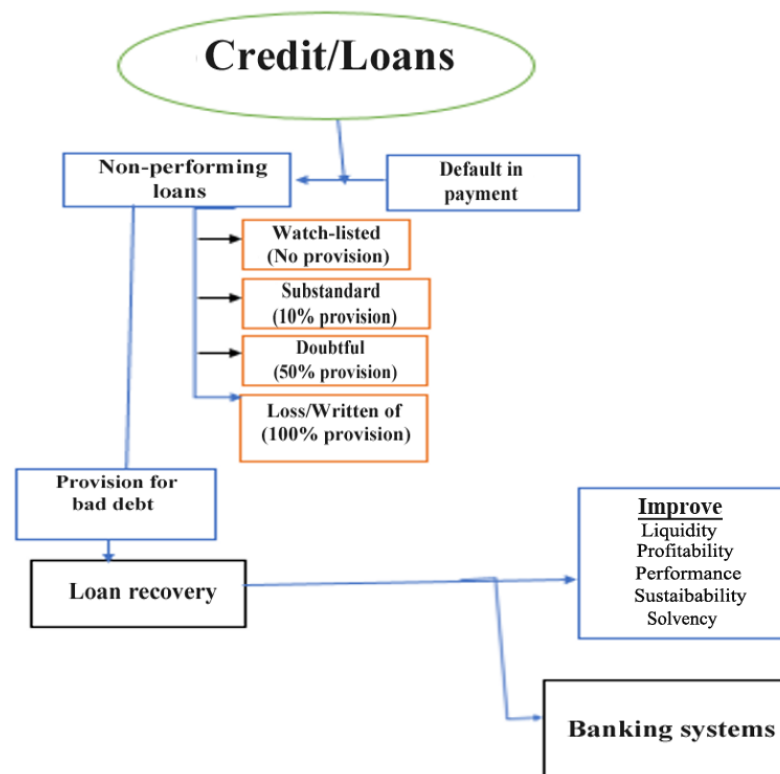 Credit/Loans
Non-performing
loans
Default in
payment
Watch-listed
(No provision)
Substandard
(10% provision)
Doubtful
(50% provision)
Loss/Written of
(100% provision)
Provision for
bad debt
Loan recovery
Improve
Liquidity
Profitability
Performance
Sustaibability
Solvency
Banking systems